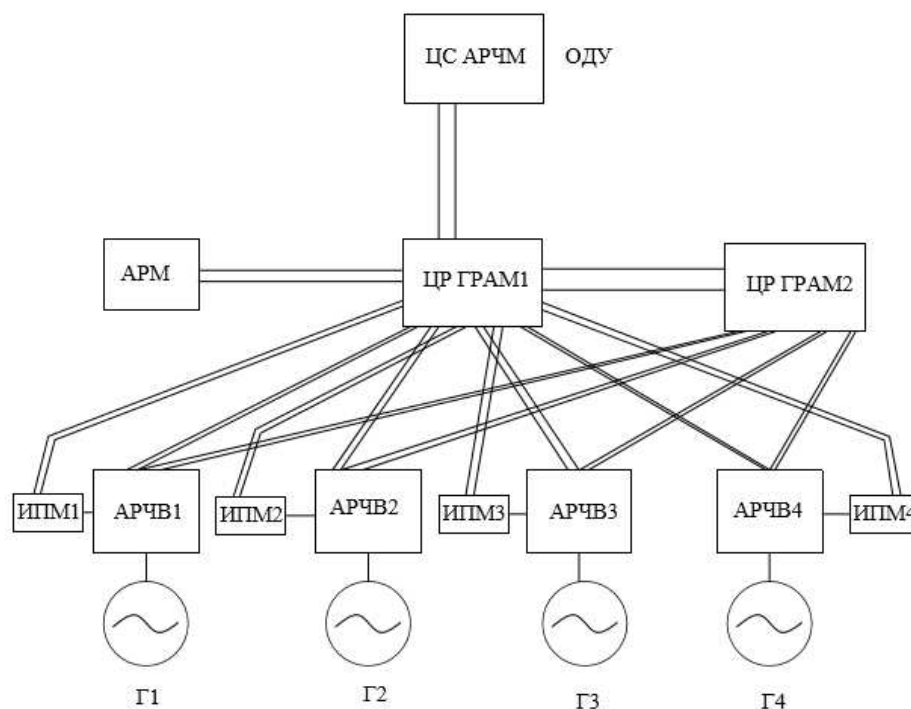 ЦС АРЧМ
ОДУ
АРМ
ЦР ГРАМ1
ЦР ГРАМ2
ИПМ1
АРЧВ1
ИПМ2
АРЧВ2
ИПМ3
АРЧВ3
АРЧВ4
ИПМ4
Г1
Г2
Г3
Г4